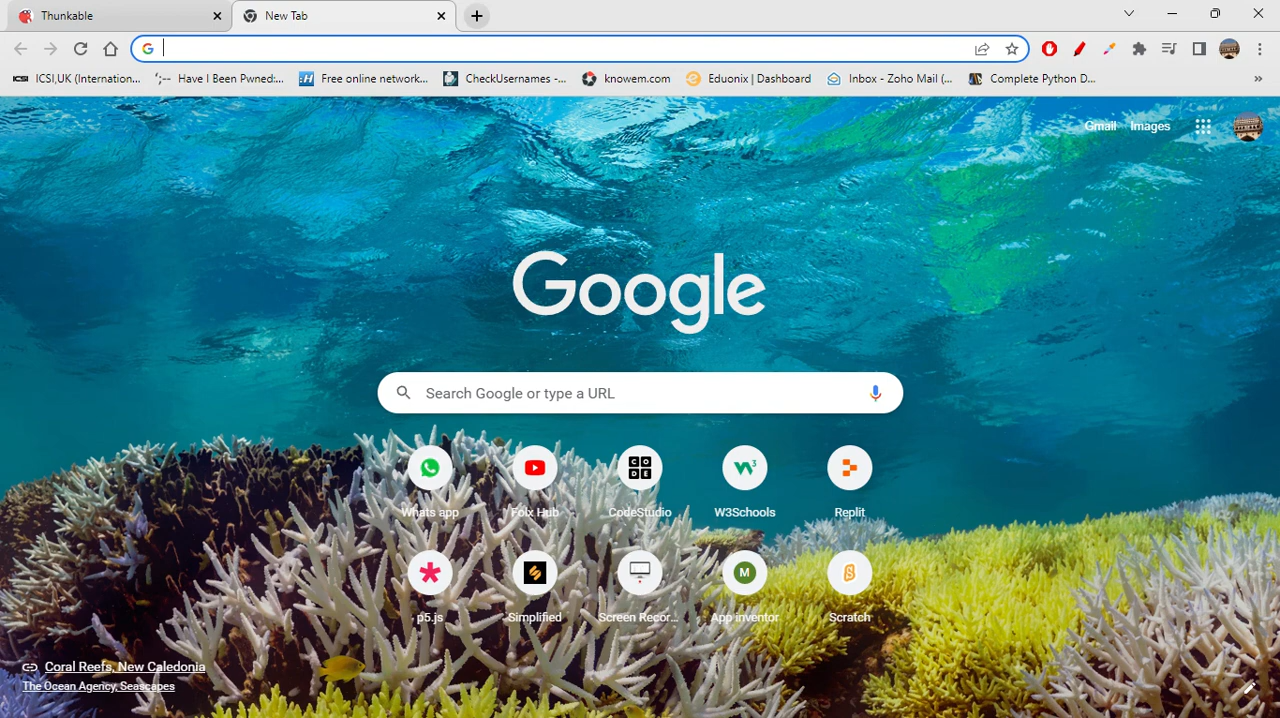 Thunkable
New Tab
ICSI,UK (Internation...
Have I Been Pwned:...
Free online network...
CheckUsernames -...
knowem.com
Eduonix | Dashboard
Inbox - Zoho Mail (...
Complete Python D...
Gmail Images
Google
Search Google or type a URL
Whats app
Folx Hub
CodeStudio
W3Schools
Replit
p5.js
Simplified
Screen Recor...
App inventor
Scratch
Coral Reefs, New Caledonia
The Ocean Agency, Seascapes